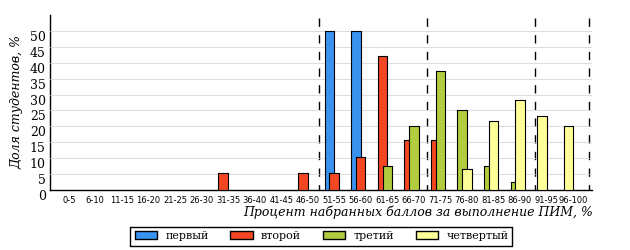 Доля студентов, %
50
45
40
35
30
25
20
15
10
5
0
0-5 6-10 11-15 16-20 21-25 26-30 31-35 36-40 41-45 46-50 51-55 56-60 61-65 66-70 71-75 76-80 81-85 86-90 91-95 96-100
Процент набранных баллов за выполнение ПИМ, %
первый второй третий четвертый